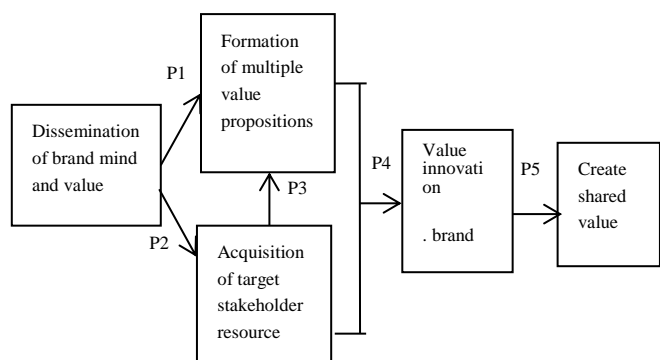 Formation
of multiple
value
propositions
P1
Dissemination
of brand mind
and value
P2
P3
Acquisition
of target
stakeholder
resource
P4
Value
innovati
on
. brand
P5
Create
shared
value